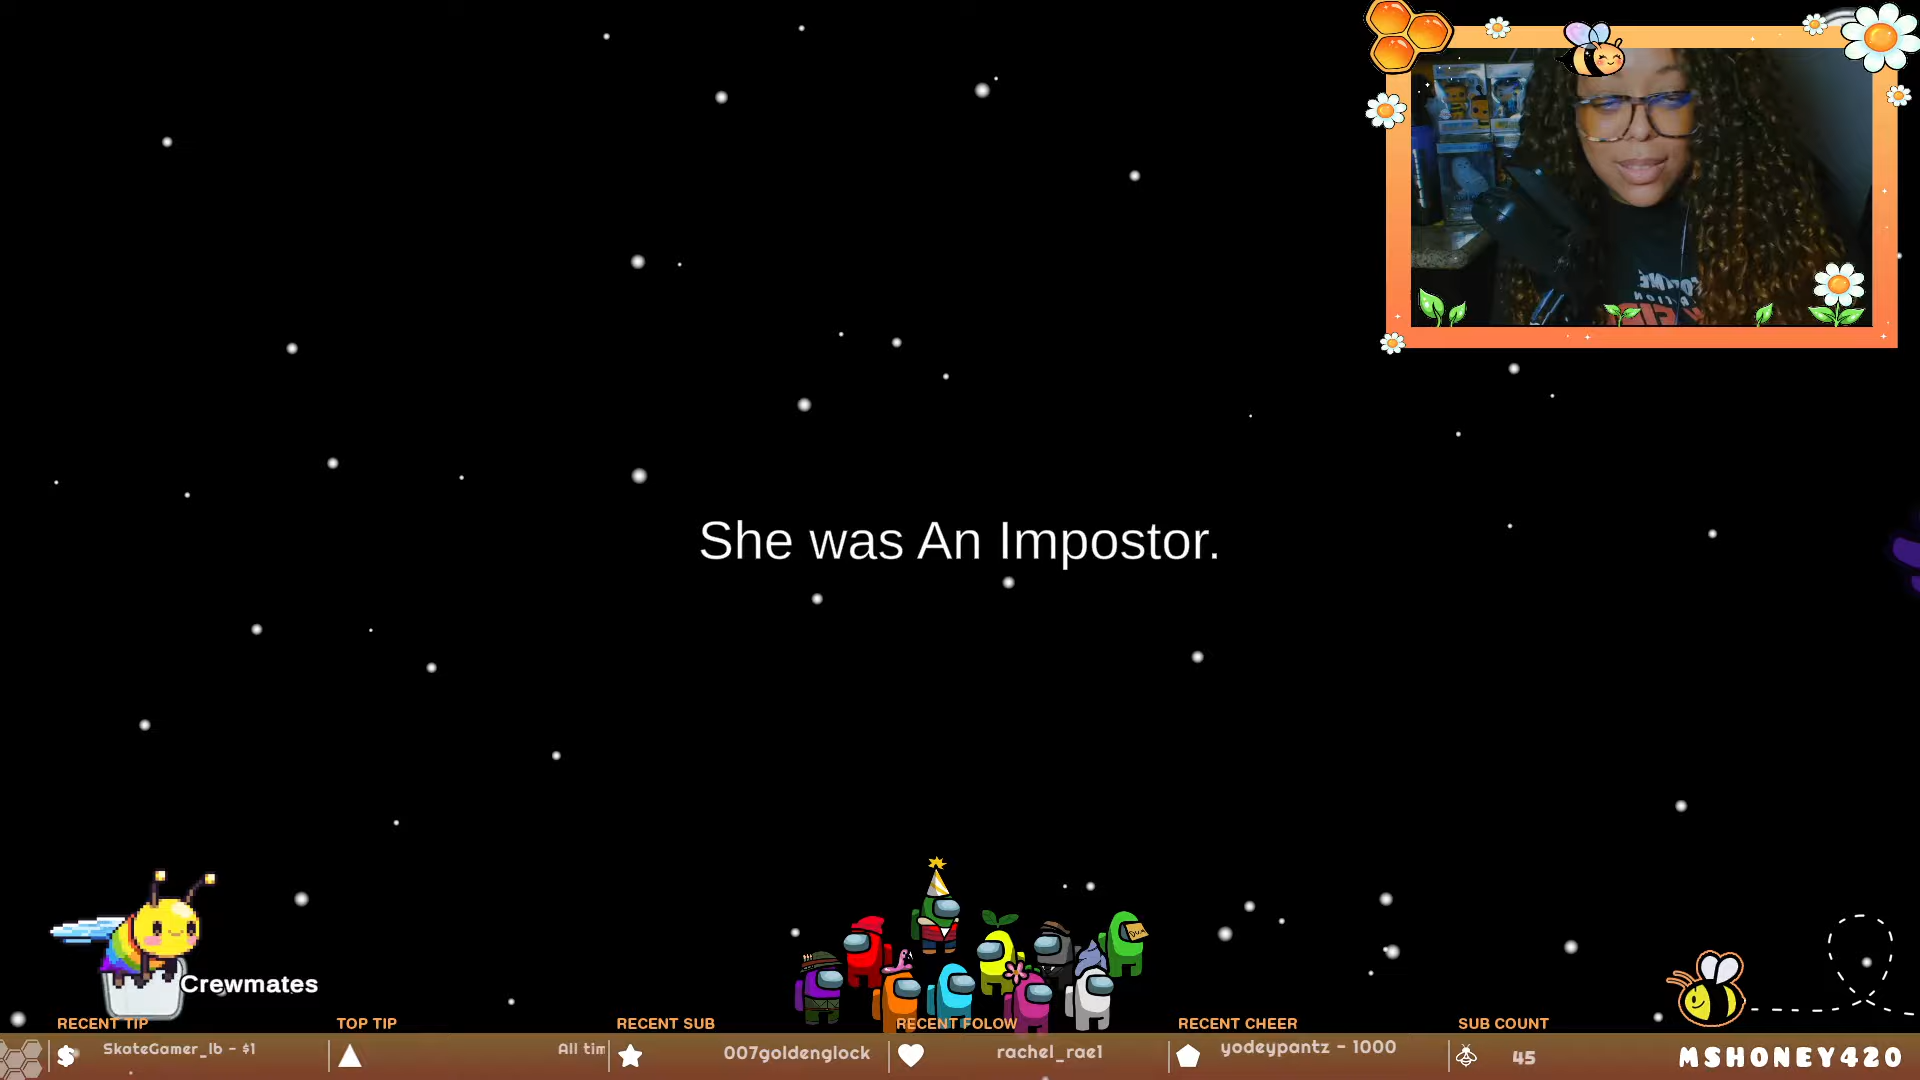 She was An Impostor.
Crewmates
RECENT TIP
SkateGamer_lb - $1
TOP TIP
All tim
RECENT SUB
007goldenglock
RECENT FOLOW
rachel_rae1
RECENT CHEER
yodeypantz - 1000
SUB COUNT
45
MSHONEY420